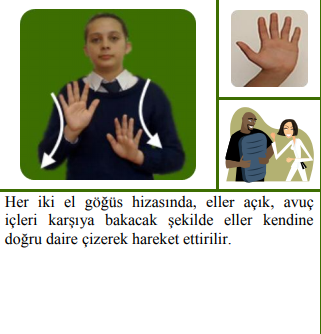 Her iki el göğüs hizasında, eller açık, avuç
içleri karşıya bakacak şekilde eller kendine
doğru daire çizerek hareket ettirilir.